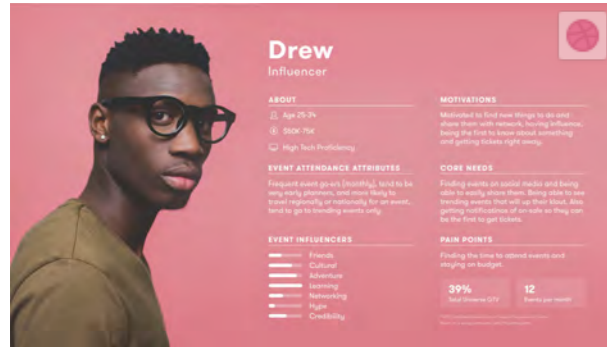 Drew
Influencer
ABOUT
Age 25-34
$50K-75K
High Tech Proficiency
EVENT ATTENDANCE ATTRIBUTES
Frequent event go-ers (monthly), tend to be
very early planners, and more likely to
travel regionally or nationally for an event,
tend to go to trending events only.
EVENT INFLUENCERS
Friends
Cultural
Adventure
Learning
Networking
Hype
Credibility
MOTIVATIONS
Motivated to find new things to do and
share them with network, having influence,
being the first to know about something
and getting tickets right away.
CORE NEEDS
Finding events on social media and being
able to easily share them. Being able to see
trending events that will up their klout. Also
getting notifications of on-sale so they can
be the first to get tickets.
PAIN POINTS
Finding the time to attend events and
staying on budget.
39%
Total Universe GTV
12
Events per month